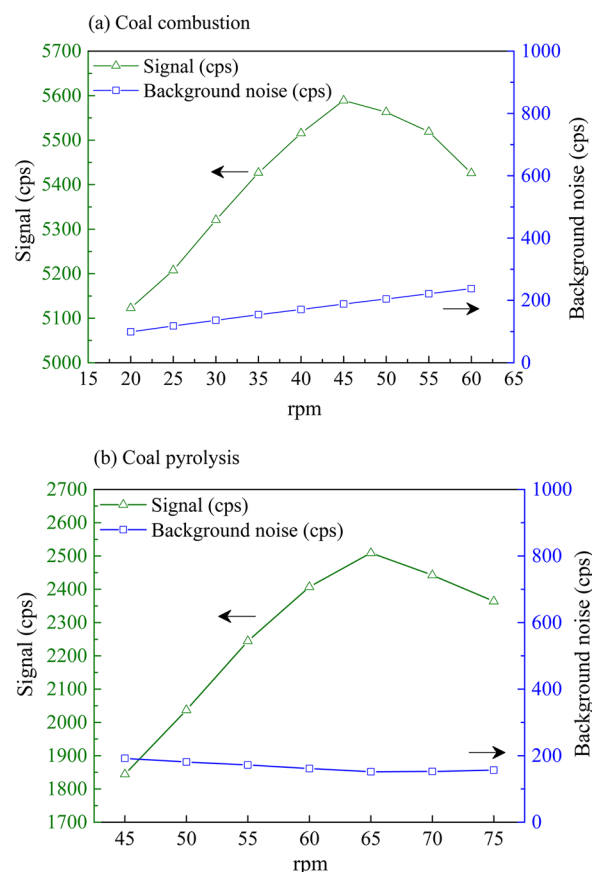 (a) Coal combustion
Signal (cps)
Background noise (cps)
5700
5600
5500
5400
5300
5200
5100
5000
Signal (cps)
1000
800
600
400
200
0
Background noise (cps)
15 20 25 30 35 40 45 50 55 60 65
rpm
(b) Coal pyrolysis
Signal (cps)
Background noise (cps)
2700
2600
2500
2400
2300
2200
2100
2000
1900
1800
1700
Signal (cps)
1000
800
600
400
200
0
Background noise (cps)
45 50 55 60 65 70 75
rpm